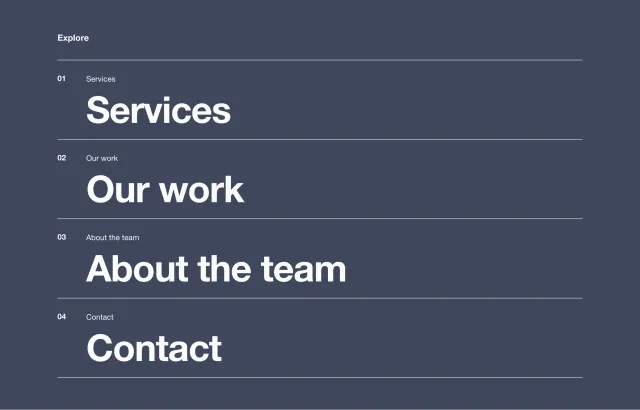 Explore
01 Services
Services
02 Our work
Our work
03 About the team
About the team
04 Contact
Contact